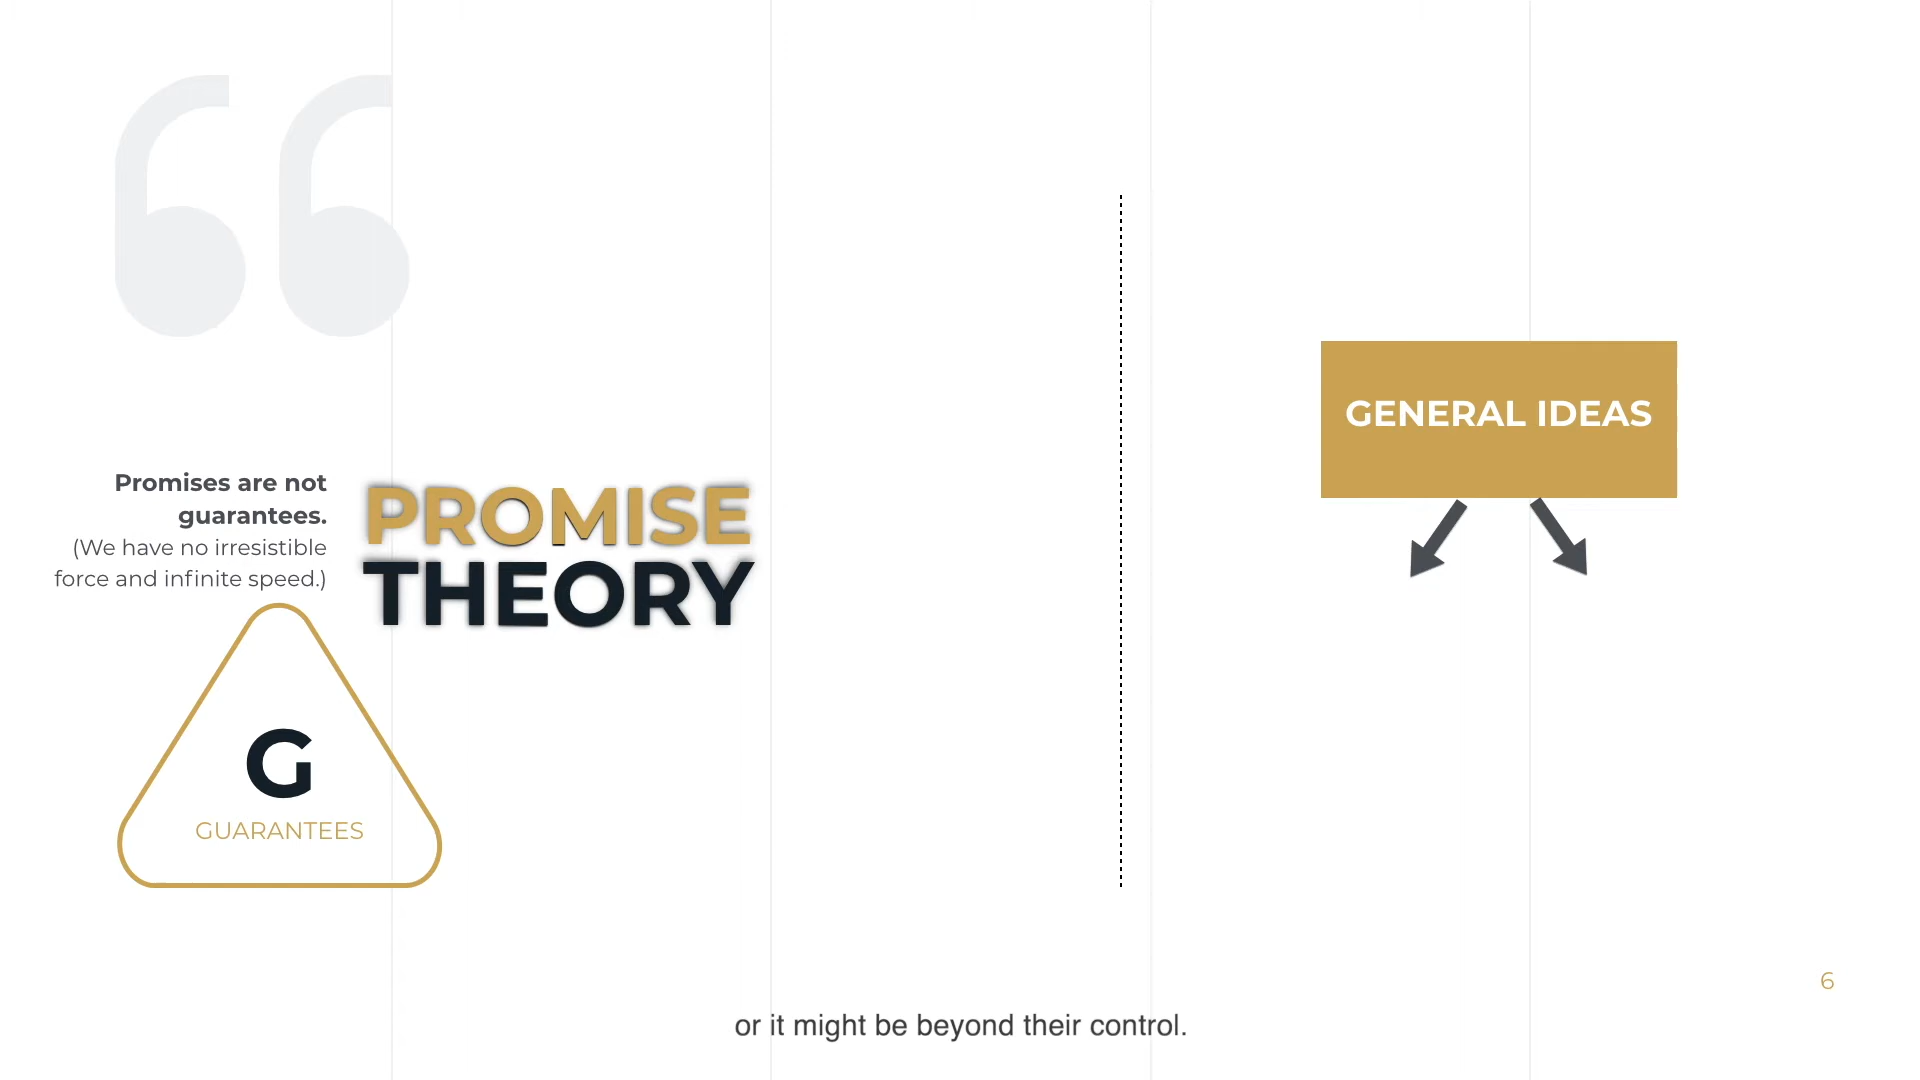 Promises are not
guarantees.
(We have no irresistible
force and infinite speed.)
PROMISE
THEORY
G
GUARANTEES
GENERAL IDEAS
6
or it might be beyond their control.